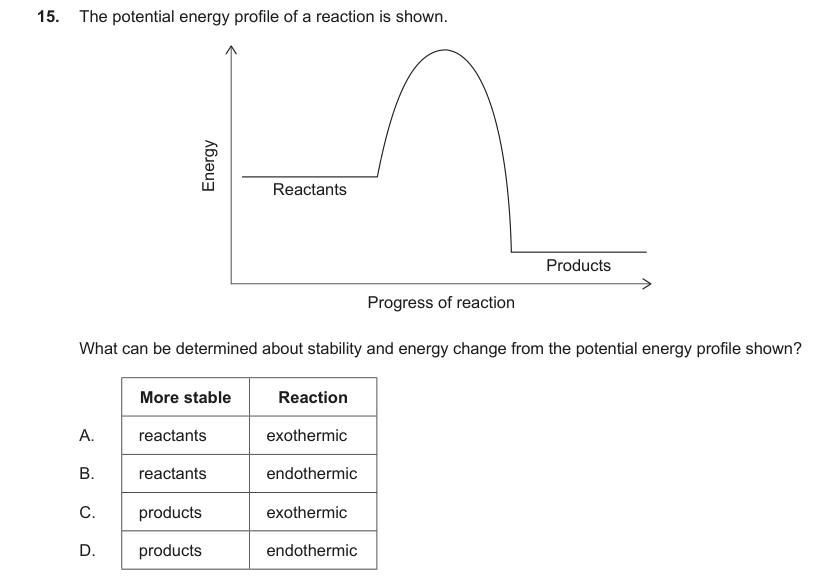 15. The potential energy profile of a reaction is shown.
Energy
Reactants
Products
Progress of reaction
What can be determined about stability and energy change from the potential energy profile shown?
More stable Reaction
A. reactants exothermic
B. reactants endothermic
C. products exothermic
D. products endothermic